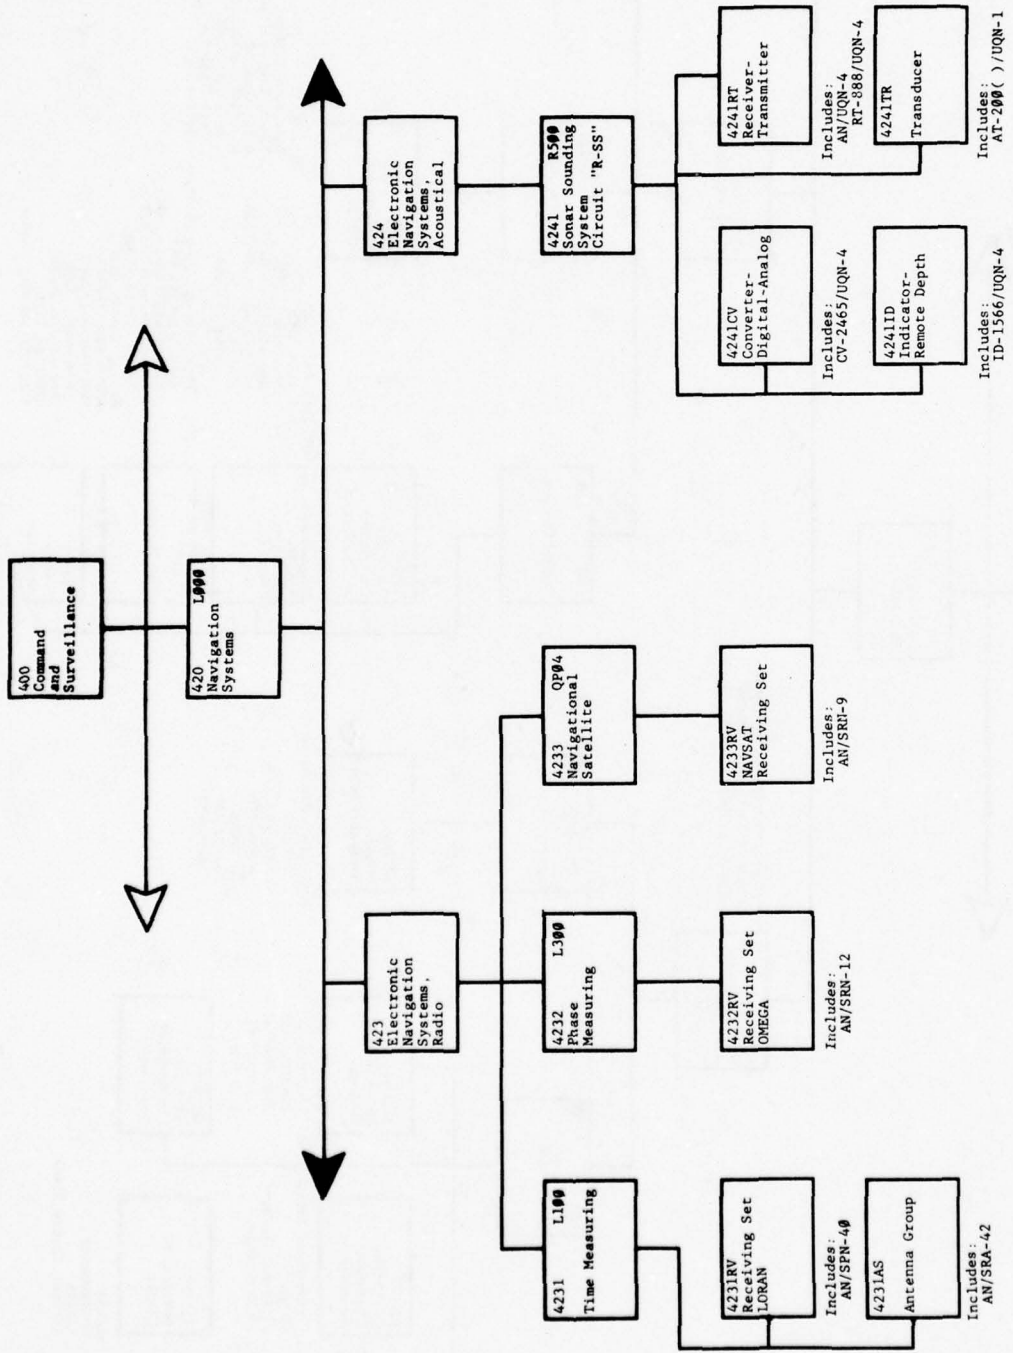 400
Command
and
Surveillance
420 L000
Navigation
Systems
423
Electronic
Navigation
Systems,
Radio
424
Electronic
Navigation
Systems,
Acoustical
4231 L100
Time Measuring
4232 L300
Phase
Measuring
4233 QP04
Navigational
Satellite
4241 R500
Sonar Sounding
System
Circuit "R-SS"
4231RV
Receiving Set
LORAN
Includes:
AN/SPN-40
4231AS
Antenna Group
Includes:
AN/SRA-42
4232RV
Receiving Set
OMEGA
Includes:
AN/SRN-12
4233RV
NAVSAT
Receiving Set
Includes:
AN/SRN-9
4241CV
Converter-
Digital-Analog
Includes:
CV-2465/UQN-4
4241ID
Indicator-
Remote Depth
Includes:
ID-1566/UQN-4
4241RT
Receiver-
Transmitter
Includes:
AN/UQN-4
RT-888/UQN-4
4241TR
Transducer
Includes:
AT-200( )/UQN-1